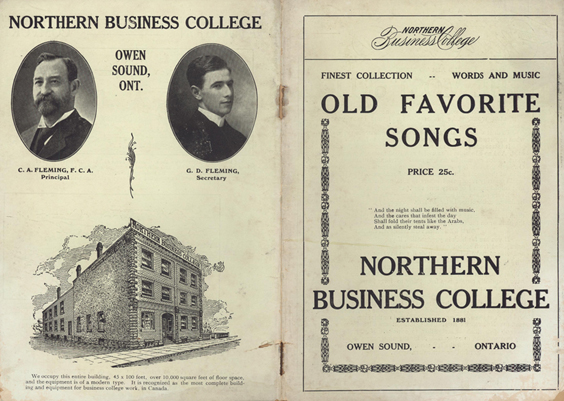 NORTHERN BUSINESS COLLEGE
OWEN
SOUND,
ONT.
C. A. FLEMING, F. C. A.
Principal
G. D. FLEMING,
Secretary
NORTHERN BUSINESS COLLEGE
We occupy this entire building, 43 x 100 feet, over 10,000 square feet of floor space,
and the equipment is of a modern type. It is recognized as the most complete build-
ing and equipment for business college work, in Canada.
NORTHERN
Business College
FINEST COLLECTION -- WORDS AND MUSIC
OLD FAVORITE
SONGS
PRICE 25c.
"And the night shall be filled with music,
And the cares that infest the day
Shall fold their tents like the Arabs,
And as silently steal away."
NORTHERN
BUSINESS COLLEGE
ESTABLISHED 1881
OWEN SOUND, - - ONTARIO